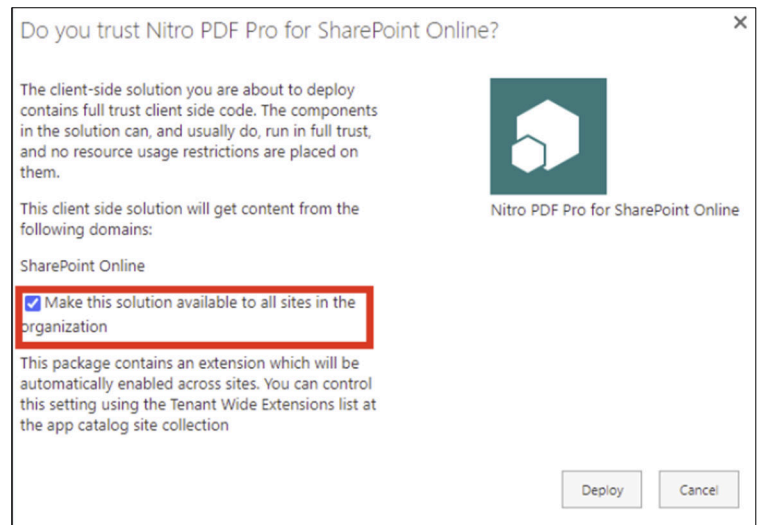 Do you trust Nitro PDF Pro for SharePoint Online?
The client-side solution you are about to deploy
contains full trust client side code. The components
in the solution can, and usually do, run in full trust,
and no resource usage restrictions are placed on
them.
This client side solution will get content from the
following domains:
SharePoint Online
Make this solution available to all sites in the
organization
This package contains an extension which will be
automatically enabled across sites. You can control
this setting using the Tenant Wide Extensions list at
the app catalog site collection
Nitro PDF Pro for SharePoint Online
Deploy
Cancel